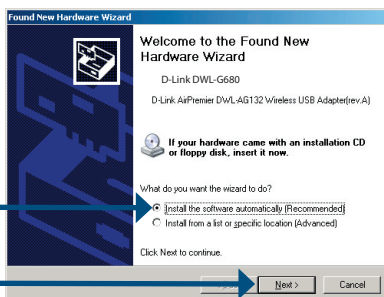 Found New Hardware Wizard
Welcome to the Found New
Hardware Wizard
D-Link DWL-G680
D-Link AirPremier DWL-AG132 Wireless USB Adapter(rev.A)
If your hardware came with an installation CD
or floppy disk, insert it now.
What do you want the wizard to do?
Install the software automatically (Recommended)
Install from a list or specific location (Advanced)
Click Next to continue.
Next > Cancel